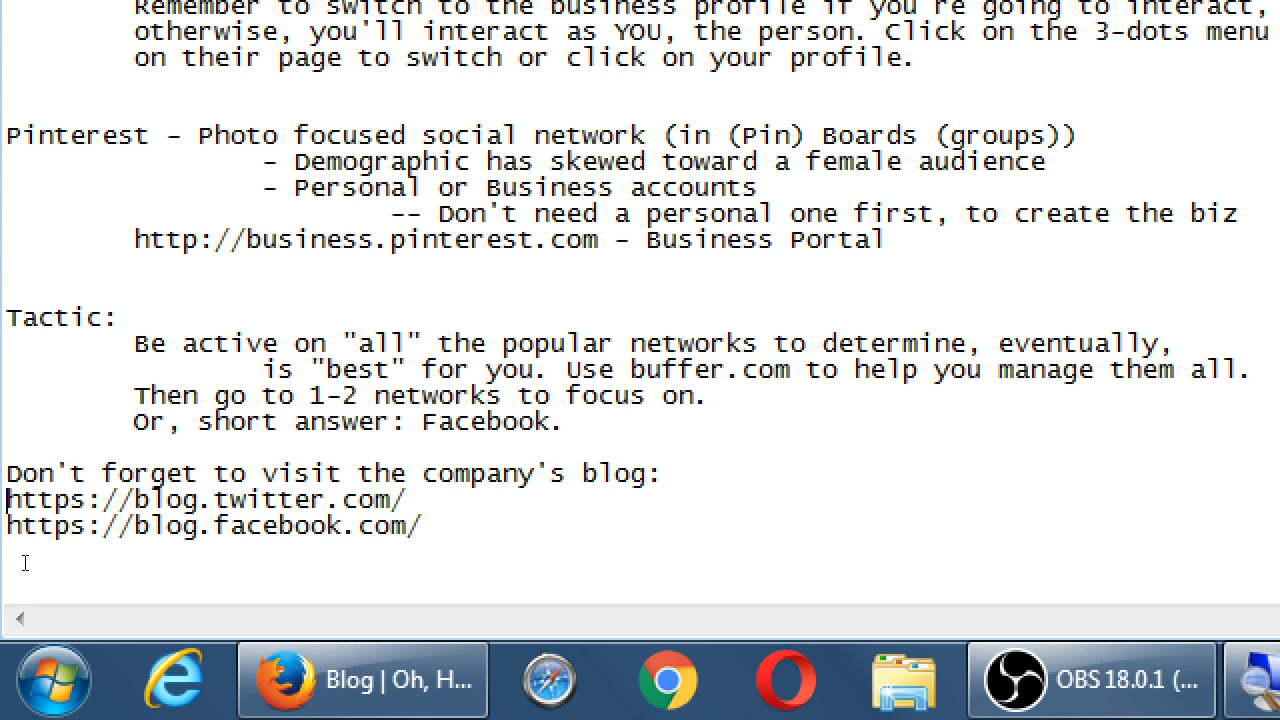 Remember to switch to the business profile if you're going to interact,
otherwise, you'll interact as YOU, the person. Click on the 3-dots menu
on their page to switch or click on your profile.
Pinterest - Photo focused social network (in (Pin) Boards (groups))
- Demographic has skewed toward a female audience
- Personal or Business accounts
-- Don't need a personal one first, to create the biz
http://business.pinterest.com - Business Portal
Tactic:
Be active on "all" the popular networks to determine, eventually,
is "best" for you. Use buffer.com to help you manage them all.
Then go to 1-2 networks to focus on.
Or, short answer: Facebook.
Don't forget to visit the company's blog:
https://blog.twitter.com/
https://blog.facebook.com/
Blog | Oh, H...
OBS 18.0.1 (...